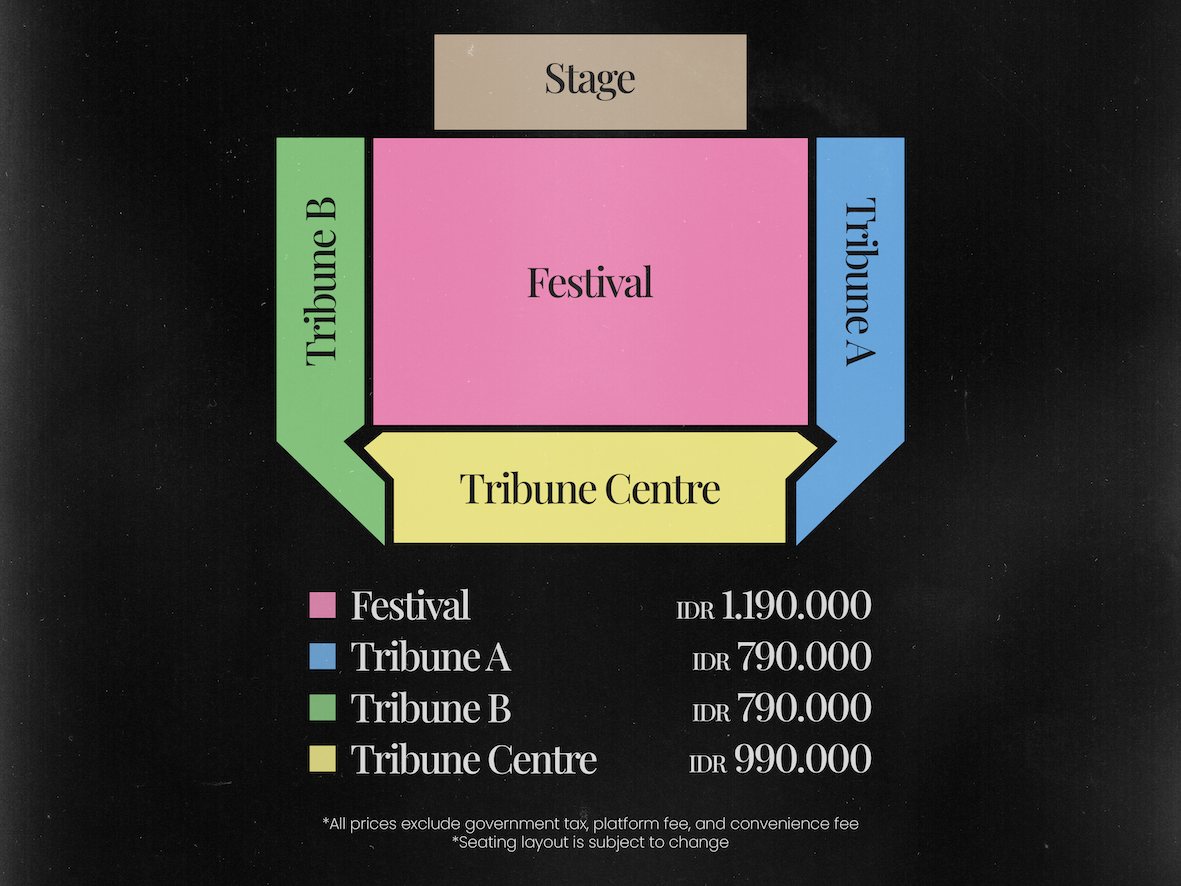 Stage
Tribune B
Festival
Tribune A
Tribune Centre
Festival IDR 1.190.000
Tribune A IDR 790.000
Tribune B IDR 790.000
Tribune Centre IDR 990.000
*All prices exclude government tax, platform fee, and convenience fee
*Seating layout is subject to change